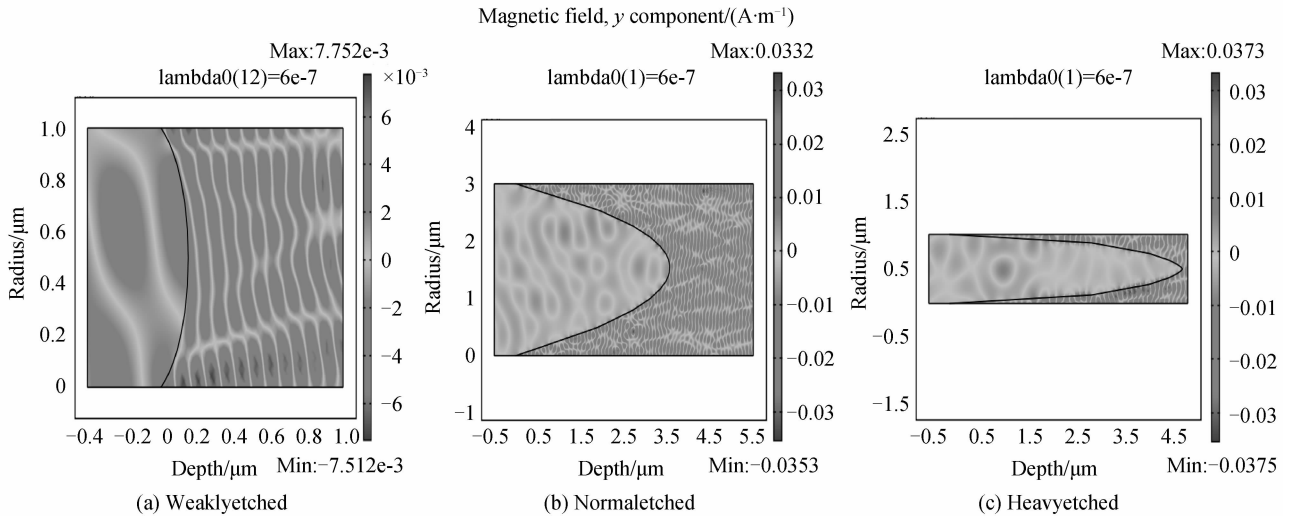 Magnetic field, y component/(A·m⁻¹)
Max:7.752e-3
×10⁻³
lambda0(12)=6e-7
6
4
2
0
−2
−4
−6
Min:−7.512e-3
1.0
0.8
0.6
0.4
0.2
0
Radius/μm
−0.4 −0.2 0 0.2 0.4 0.6 0.8 1.0
Depth/μm
(a) Weaklyetched
Max:0.0332
lambda0(1)=6e-7
0.03
0.02
0.01
0
−0.01
−0.02
−0.03
Min:−0.0353
4
3
2
1
0
−1
Radius/μm
−0.5 0.5 1.5 2.5 3.5 4.5 5.5
Depth/μm
(b) Normaletched
Max:0.0373
lambda0(1)=6e-7
0.03
0.02
0.01
0
−0.01
−0.02
−0.03
Min:−0.0375
2.5
1.5
0.5
−0.5
−1.5
Radius/μm
−0.5 0.5 1.5 2.5 3.5 4.5
Depth/μm
(c) Heavyetched